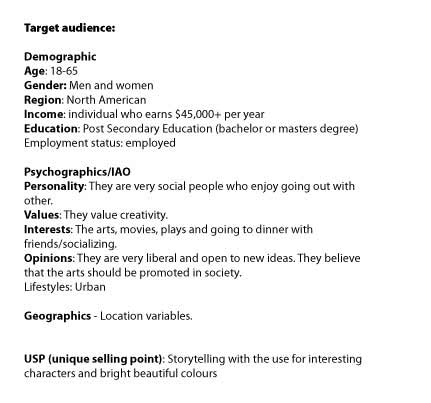 Target audience:
Demographic
Age: 18-65
Gender: Men and women
Region: North American
Income: individual who earns $45,000+ per year
Education: Post Secondary Education (bachelor or masters degree)
Employment status: employed
Psychographics/IAO
Personality: They are very social people who enjoy going out with
other.
Values: They value creativity.
Interests: The arts, movies, plays and going to dinner with
friends/socializing.
Opinions: They are very liberal and open to new ideas. They believe
that the arts should be promoted in society.
Lifestyles: Urban
Geographics - Location variables.
USP (unique selling point): Storytelling with the use for interesting
characters and bright beautiful colours